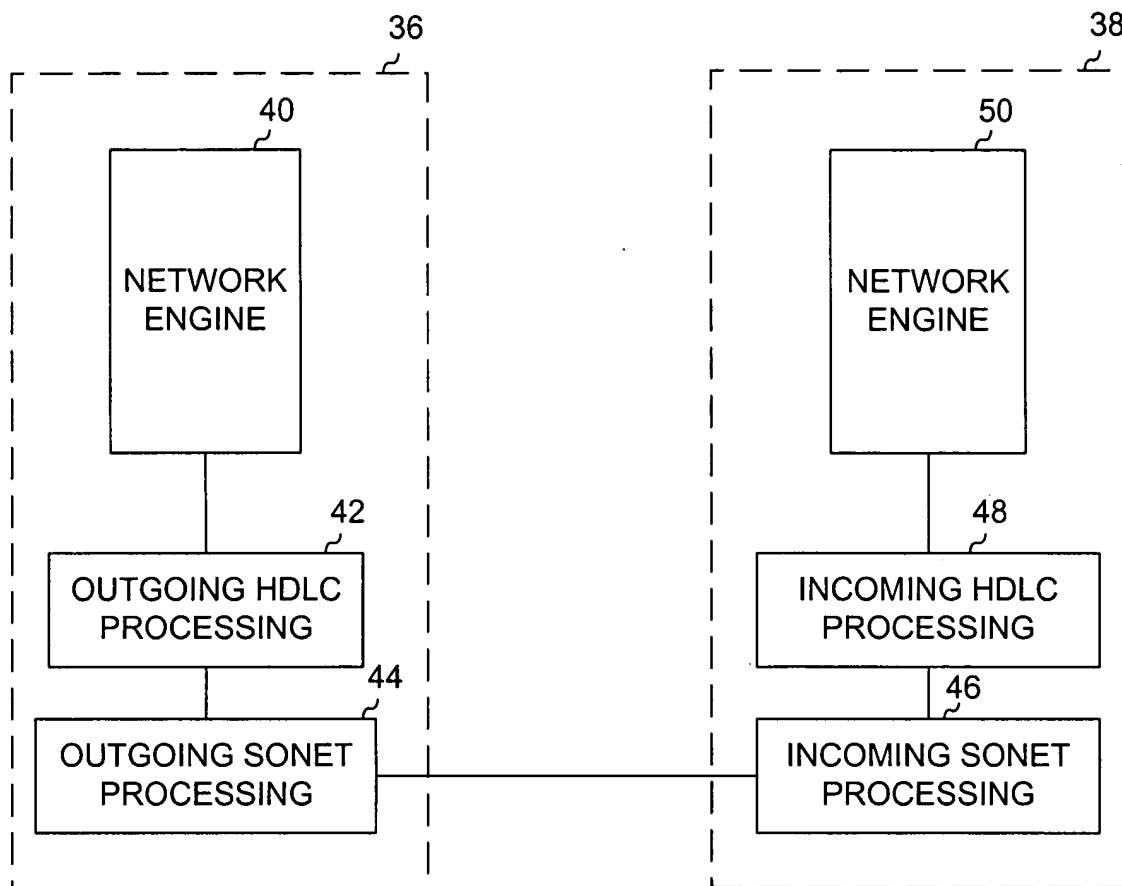 36
38
40
50
NETWORK
ENGINE
NETWORK
ENGINE
42
48
OUTGOING HDLC
PROCESSING
INCOMING HDLC
PROCESSING
44
46
OUTGOING SONET
PROCESSING
INCOMING SONET
PROCESSING